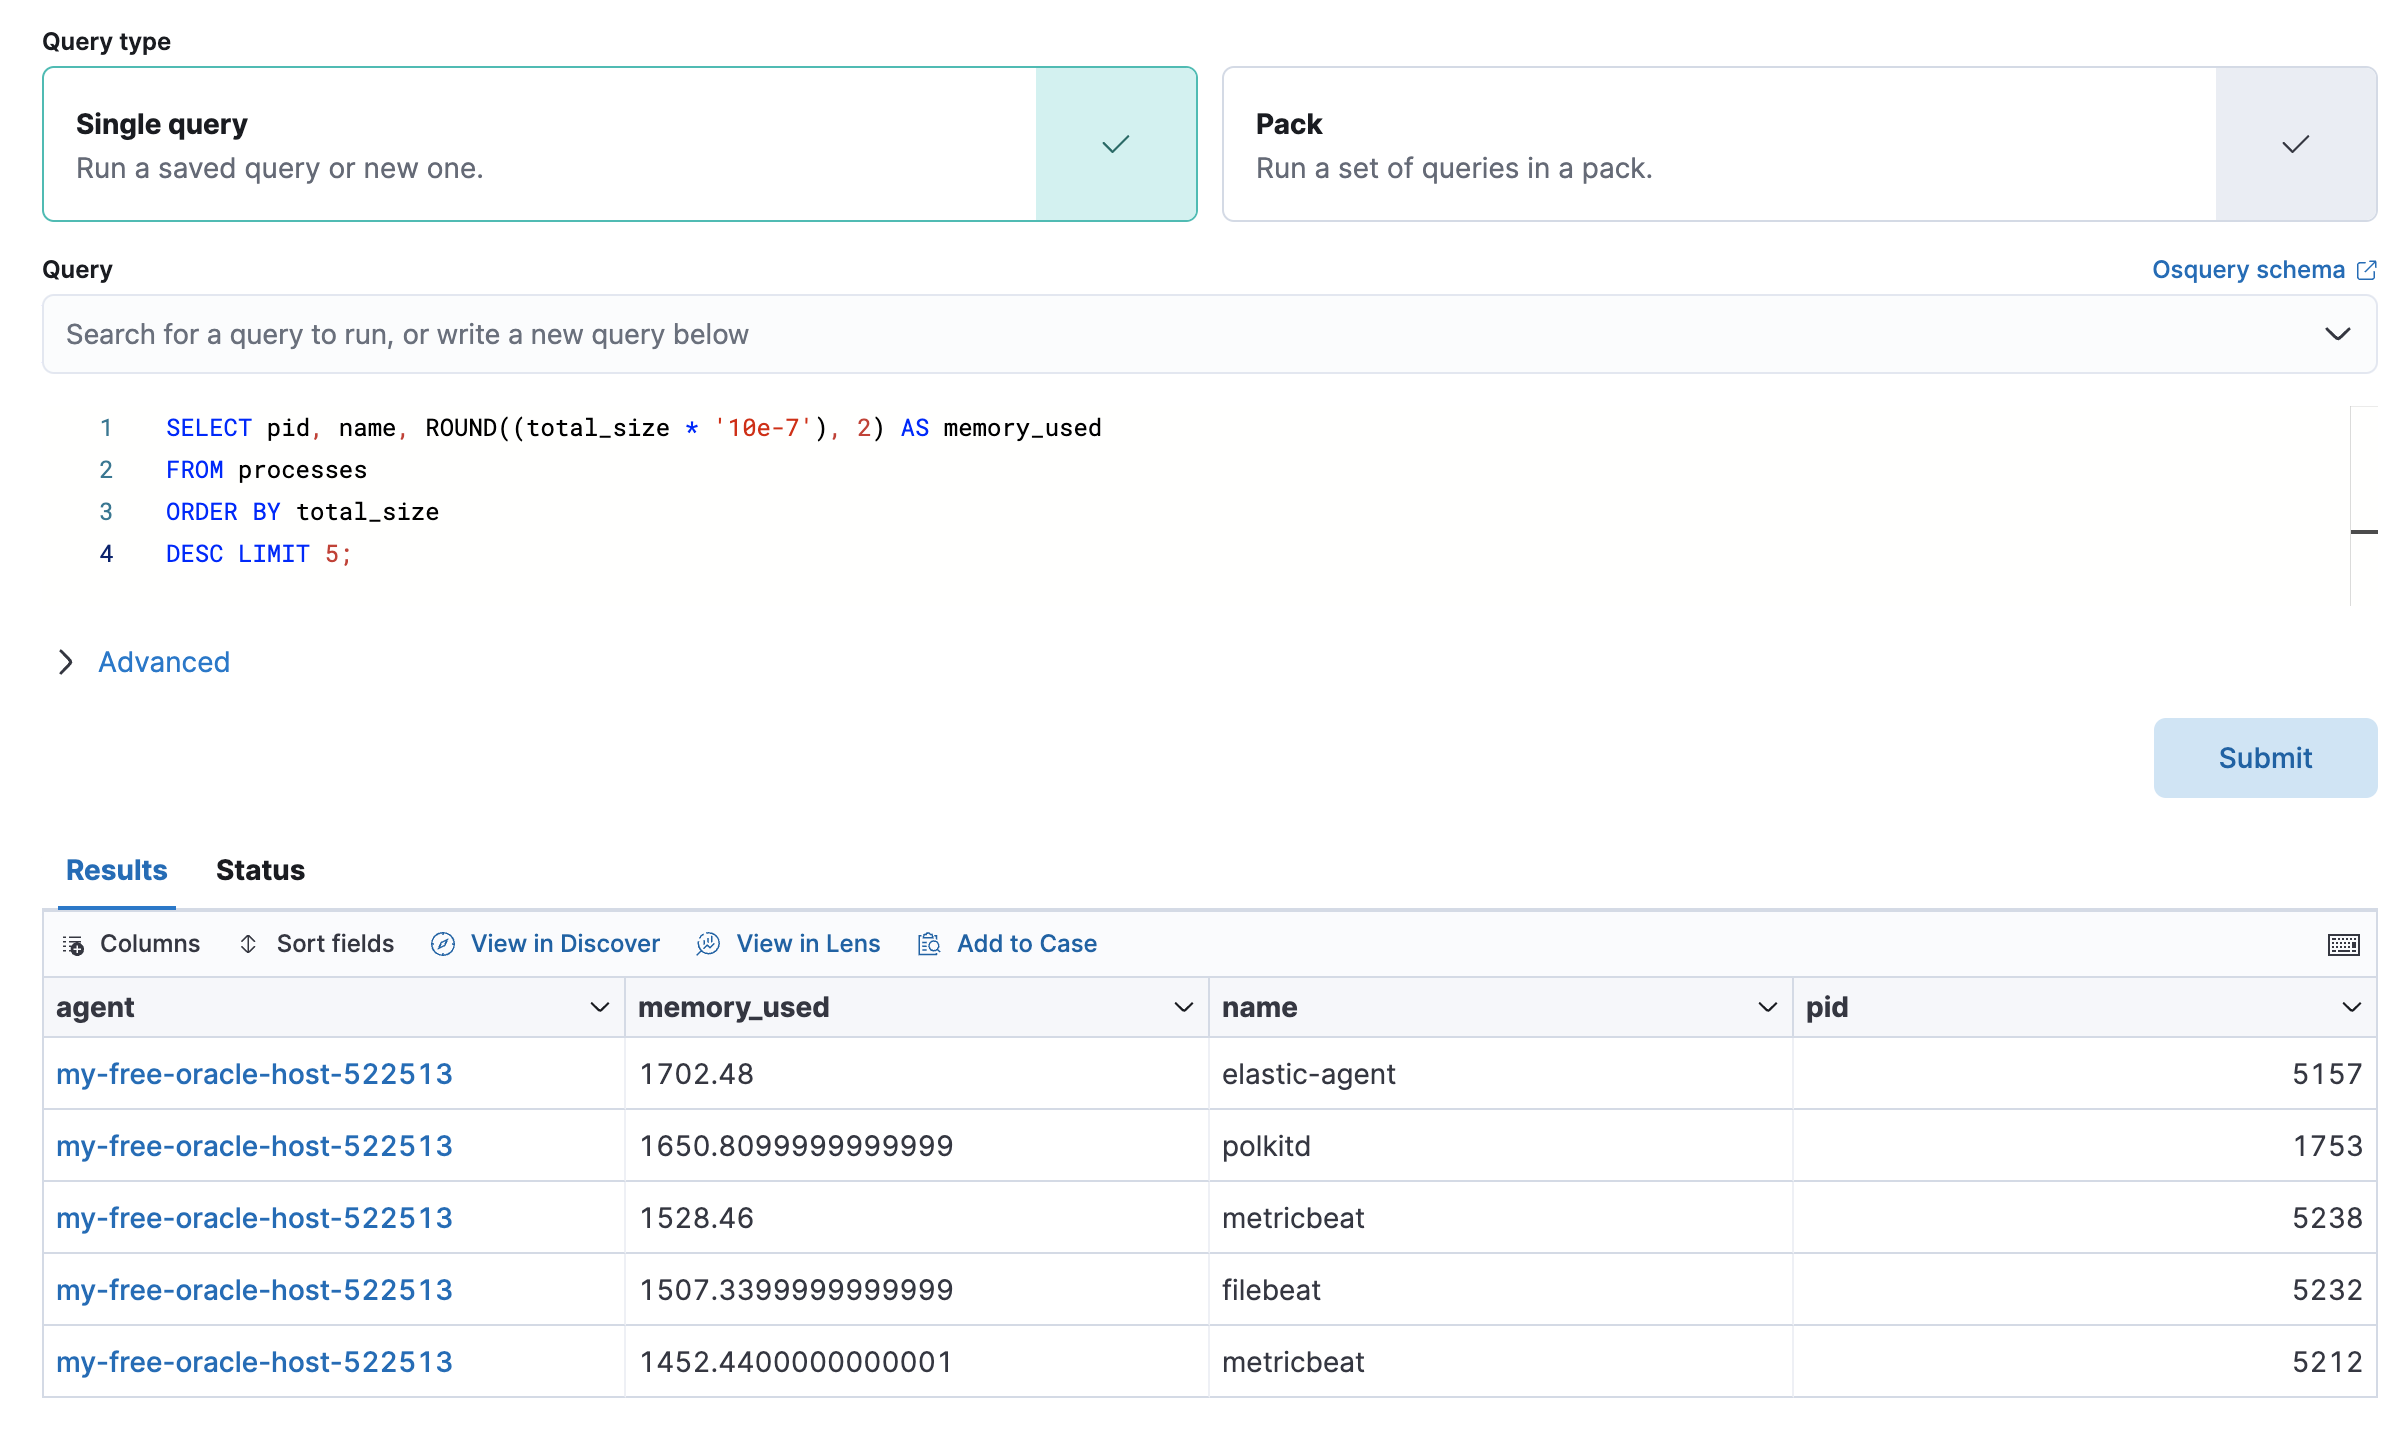 Query type
Single query
Run a saved query or new one.
Pack
Run a set of queries in a pack.
Query
Osquery schema
Search for a query to run, or write a new query below
1 SELECT pid, name, ROUND((total_size * '10e-7'), 2) AS memory_used
2 FROM processes
3 ORDER BY total_size
4 DESC LIMIT 5;
Advanced
Submit
Results Status
Columns Sort fields View in Discover View in Lens Add to Case
agent memory_used name pid
my-free-oracle-host-522513 1702.48 elastic-agent 5157
my-free-oracle-host-522513 1650.8099999999999 polkitd 1753
my-free-oracle-host-522513 1528.46 metricbeat 5238
my-free-oracle-host-522513 1507.3399999999999 filebeat 5232
my-free-oracle-host-522513 1452.4400000000001 metricbeat 5212